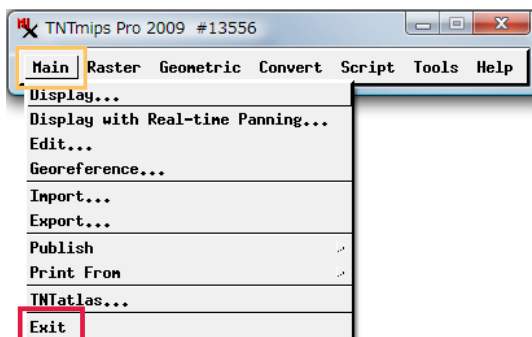 TNTmips Pro 2009 #13556
Main Raster Geometric Convert Script Tools Help
Display...
Display with Real-time Panning...
Edit...
Georeference...
Import...
Export...
Publish
Print From
TNTatlas...
Exit